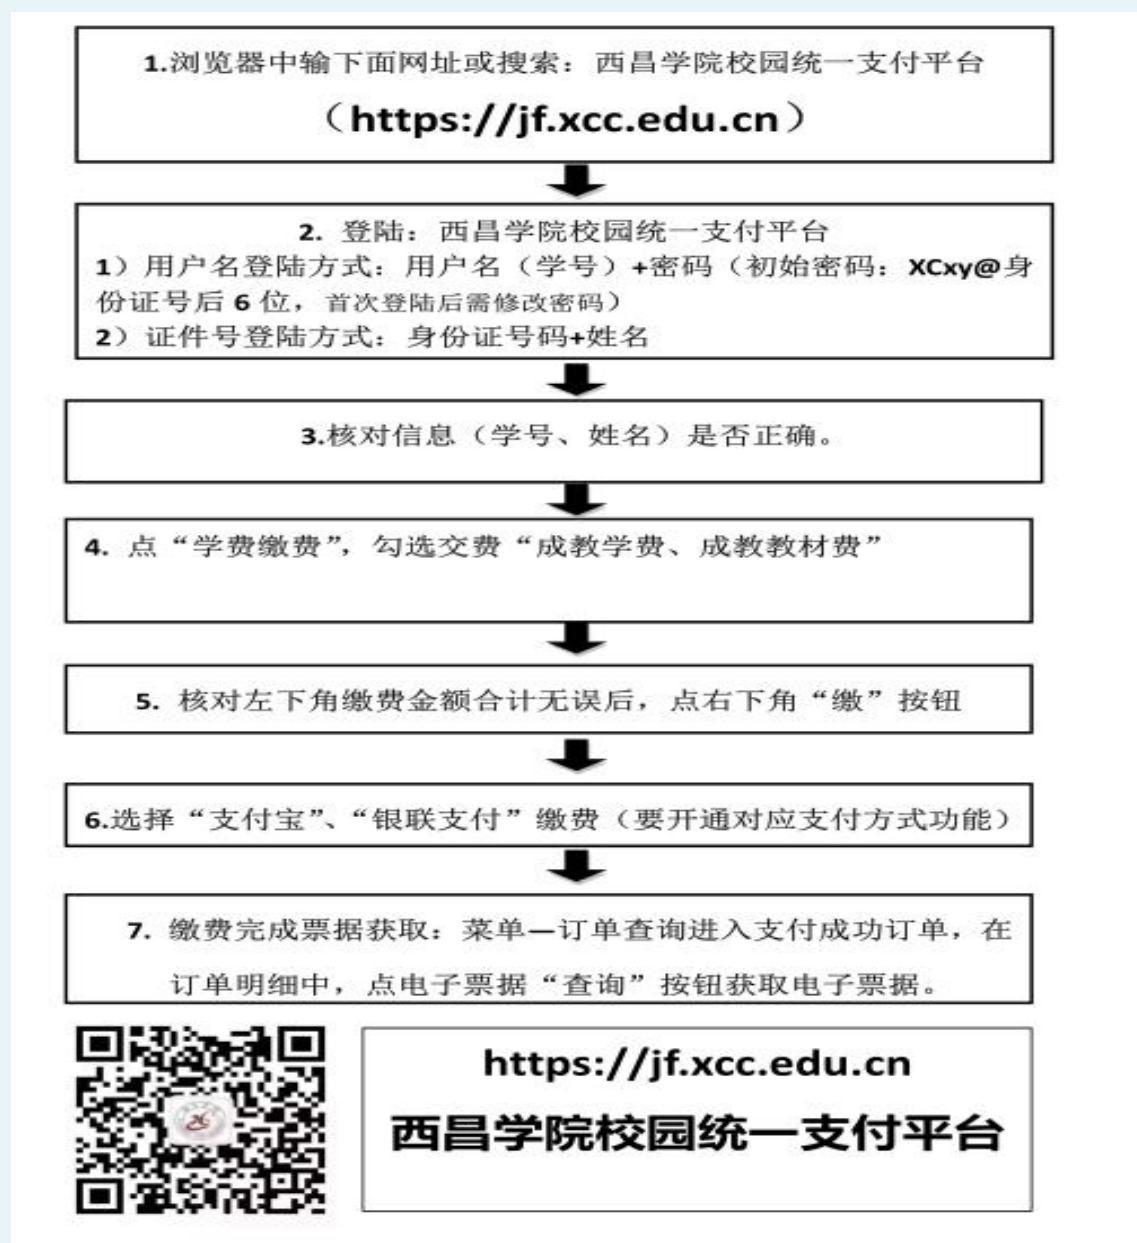 1.浏览器中输下面网址或搜索：西昌学院校园统一支付平台
（https://jf.xcc.edu.cn）
2. 登陆：西昌学院校园统一支付平台
1）用户名登陆方式：用户名（学号）+密码（初始密码：XCxy@身
份证号后 6 位，首次登陆后需修改密码）
2）证件号登陆方式：身份证号码+姓名
3.核对信息（学号、姓名）是否正确。
4. 点“学费缴费”，勾选交费“成教学费、成教教材费”
5. 核对左下角缴费金额合计无误后，点右下角“缴”按钮
6.选择“支付宝”、“银联支付”缴费（要开通对应支付方式功能）
7. 缴费完成票据获取：菜单—订单查询进入支付成功订单，在
订单明细中，点电子票据“查询”按钮获取电子票据。
https://jf.xcc.edu.cn
西昌学院校园统一支付平台